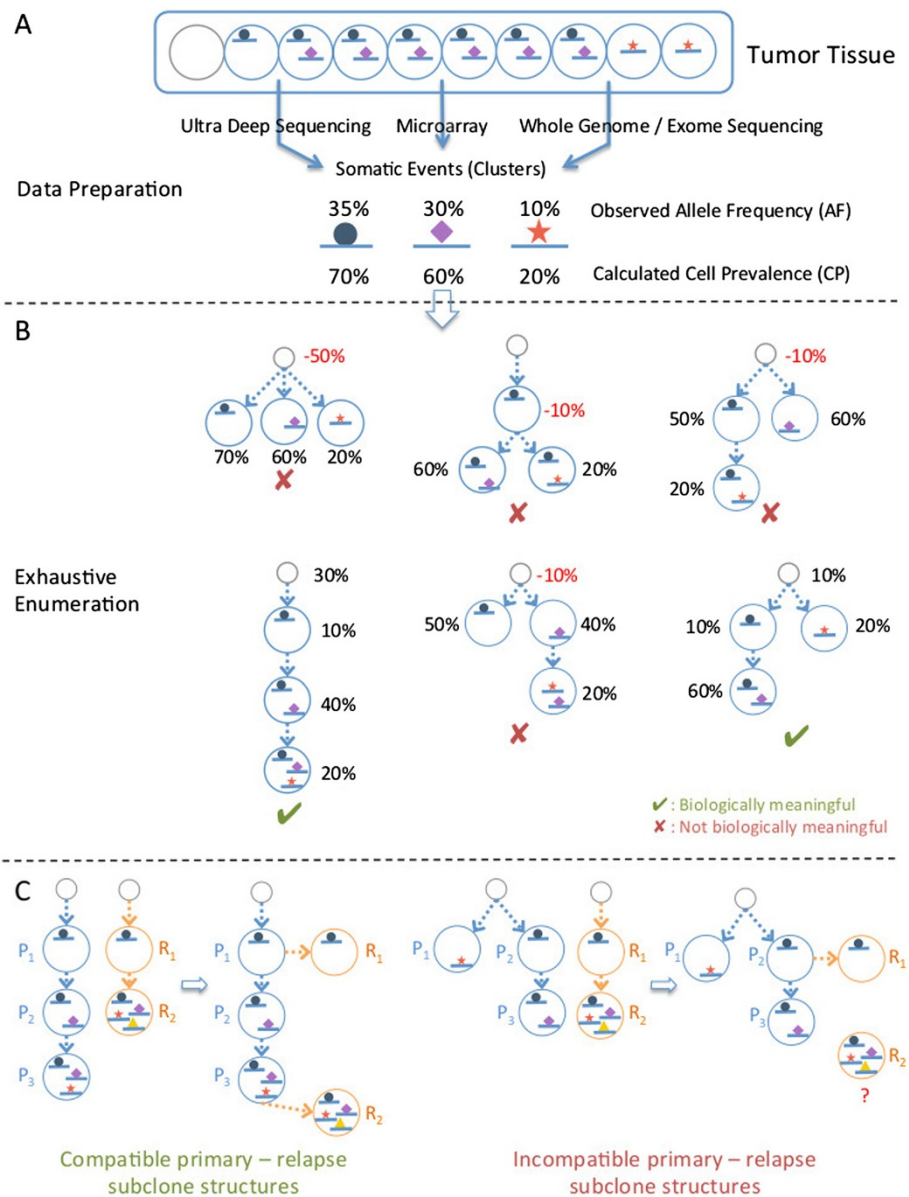 A
Tumor Tissue
Ultra Deep Sequencing Microarray Whole Genome / Exome Sequencing
Somatic Events (Clusters)
Data Preparation
35% 30% 10% Observed Allele Frequency (AF)
70% 60% 20% Calculated Cell Prevalence (CP)
B
-50%
70% 60% 20%
-10%
60% 20%
-10%
50% 60%
20%
Exhaustive
Enumeration
30%
10%
40%
20%
-10%
50% 40%
20%
10%
10% 20%
60%
✔ : Biologically meaningful
✘ : Not biologically meaningful
C
P1 R1
P2 R2
P3
P1 R1
P2
P3
R2
P1 P2 R1
P3 R2
P1 P2 R1
P3
R2
?
Compatible primary – relapse
subclone structures
Incompatible primary – relapse
subclone structures